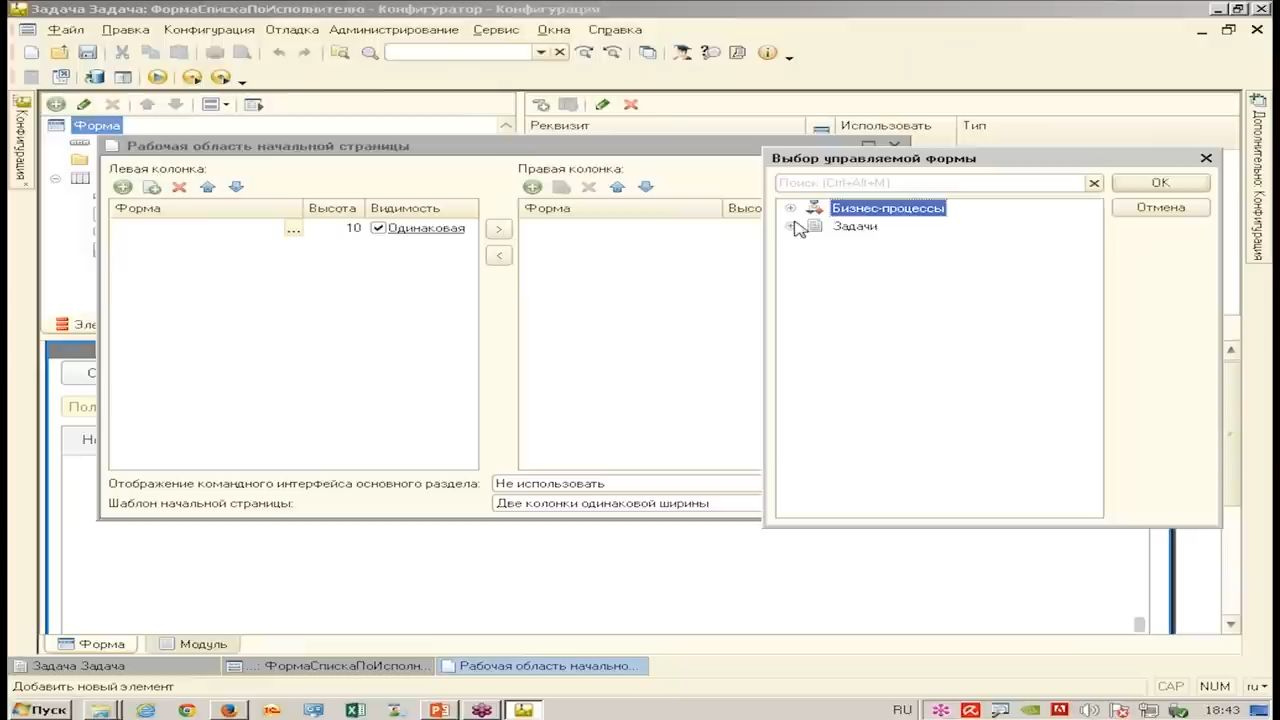 Задача Задача: ФормаСпискаПоИсполнителю - Конфигуратор - Конфигурация
Файл Правка Конфигурация Отладка Администрирование Сервис Окна Справка
Конфигурация
Дополнительно: Конфигурация
Форма
Реквизит Использовать Тип
Рабочая область начальной страницы
Левая колонка:
Правая колонка:
Форма Высота Видимость
Форма Высо
... 10 Одинаковая
>
<
Выбор управляемой формы
Поиск (Ctrl+Alt+M)
ОК
Отмена
Бизнес-процессы
Задачи
Эле
С
Пол
Отображение командного интерфейса основного раздела: Не использовать
Шаблон начальной страницы: Две колонки одинаковой ширины
Форма Модуль
Задача Задача ...: ФормаСпискаПоИсполн... Рабочая область начально...
Добавить новый элемент
CAP NUM ru
Пуск
RU 18:43